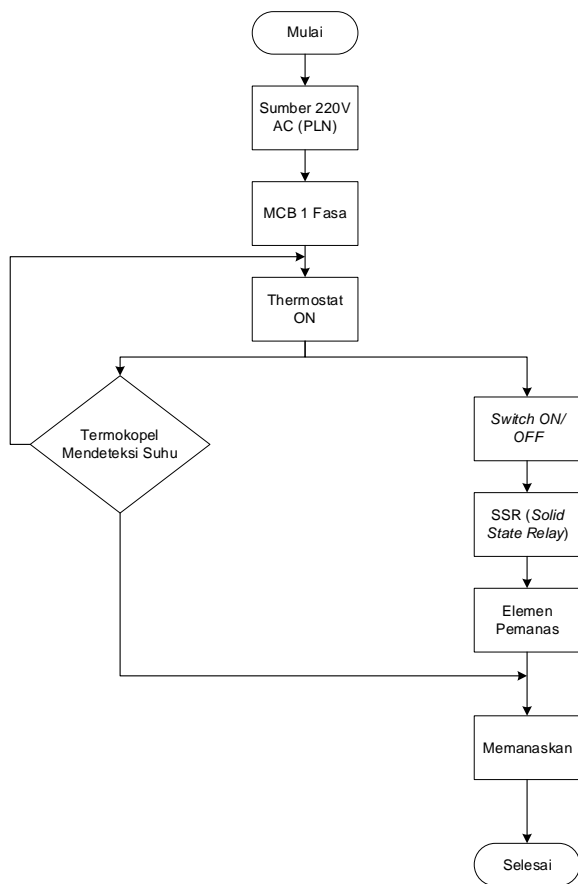 Mulai
Sumber 220V
AC (PLN)
MCB 1 Fasa
Thermostat
ON
Termokopel
Mendeteksi Suhu
Switch ON/
OFF
SSR (Solid
State Relay)
Elemen
Pemanas
Memanaskan
Selesai